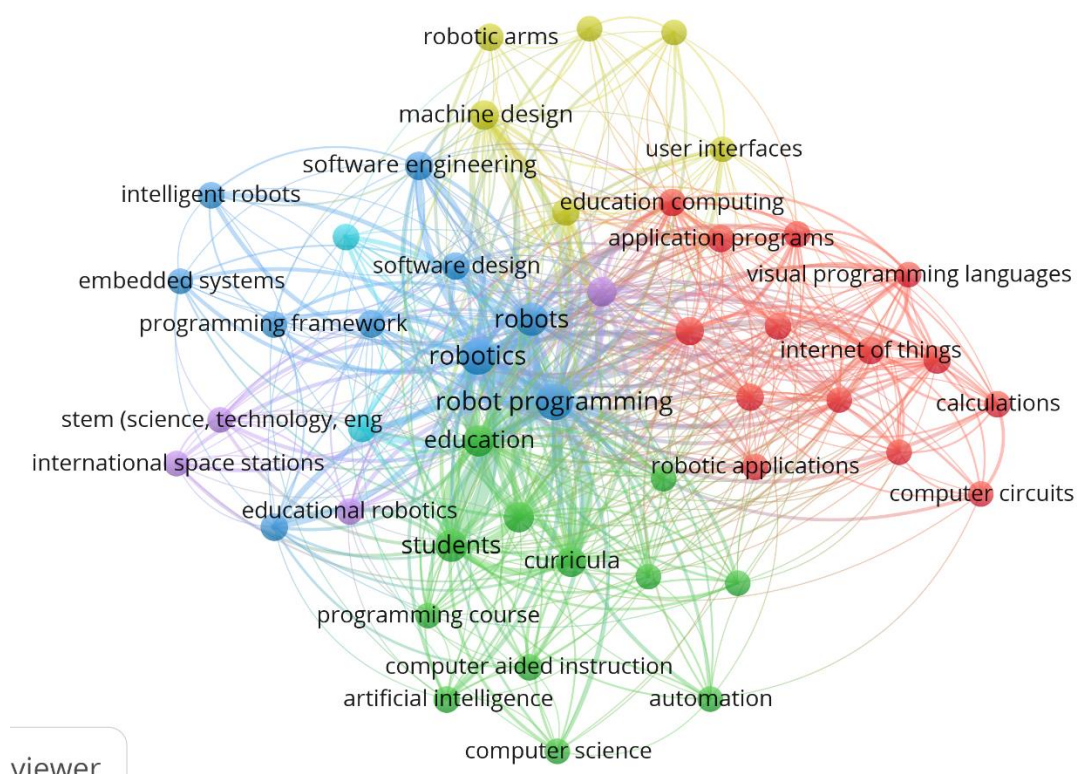 robotic arms
machine design
user interfaces
software engineering
intelligent robots
education computing
application programs
software design
visual programming languages
embedded systems
robots
programming framework
internet of things
robotics
robot programming
calculations
stem (science, technology, eng
education
international space stations
robotic applications
computer circuits
educational robotics
students
curricula
programming course
computer aided instruction
artificial intelligence
automation
computer science
viewer